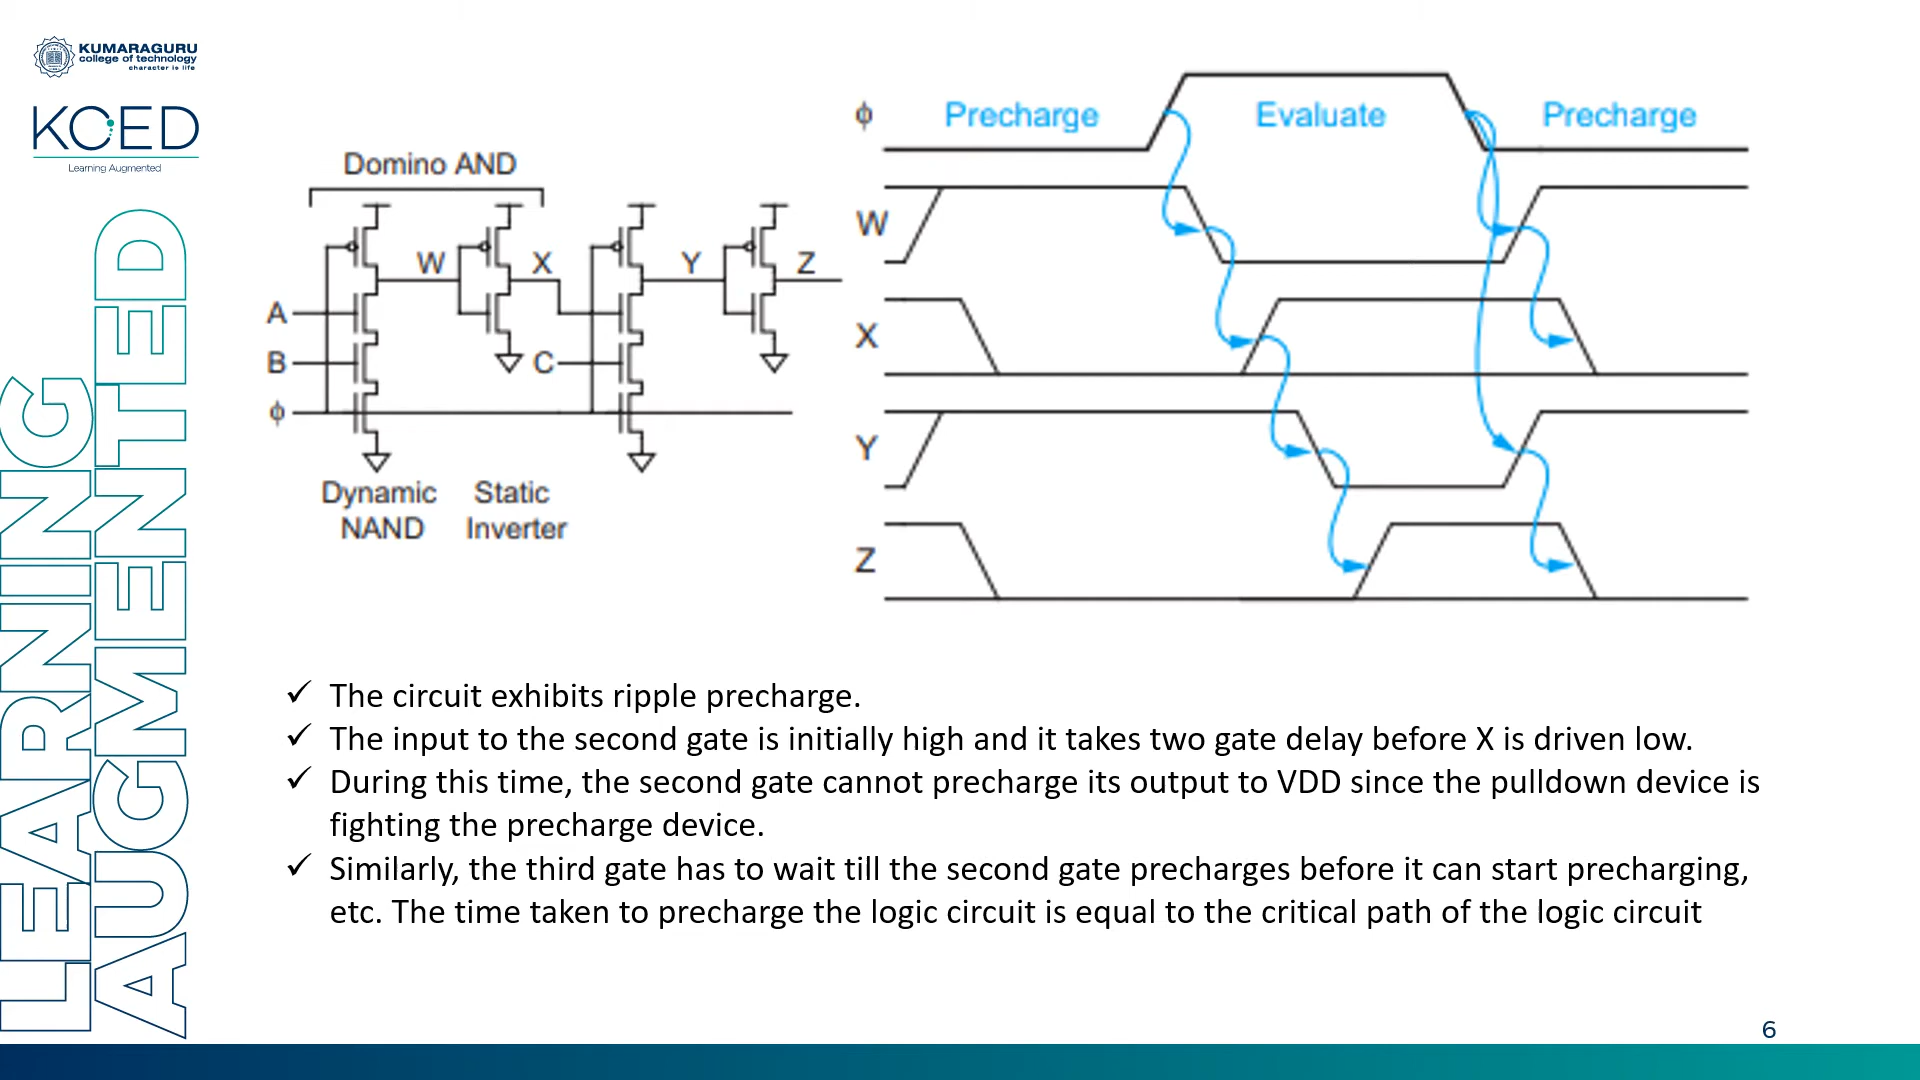 KUMARAGURU
college of technology
character is life
KCED
Learning Augmented
LEARNING
AUGMENTED
Domino AND
A
B
ϕ
W
X
C
Y
Z
Dynamic
NAND
Static
Inverter
ϕ
Precharge
Evaluate
Precharge
W
X
Y
Z
✓ The circuit exhibits ripple precharge.
✓ The input to the second gate is initially high and it takes two gate delay before X is driven low.
✓ During this time, the second gate cannot precharge its output to VDD since the pulldown device is
fighting the precharge device.
✓ Similarly, the third gate has to wait till the second gate precharges before it can start precharging,
etc. The time taken to precharge the logic circuit is equal to the critical path of the logic circuit
6